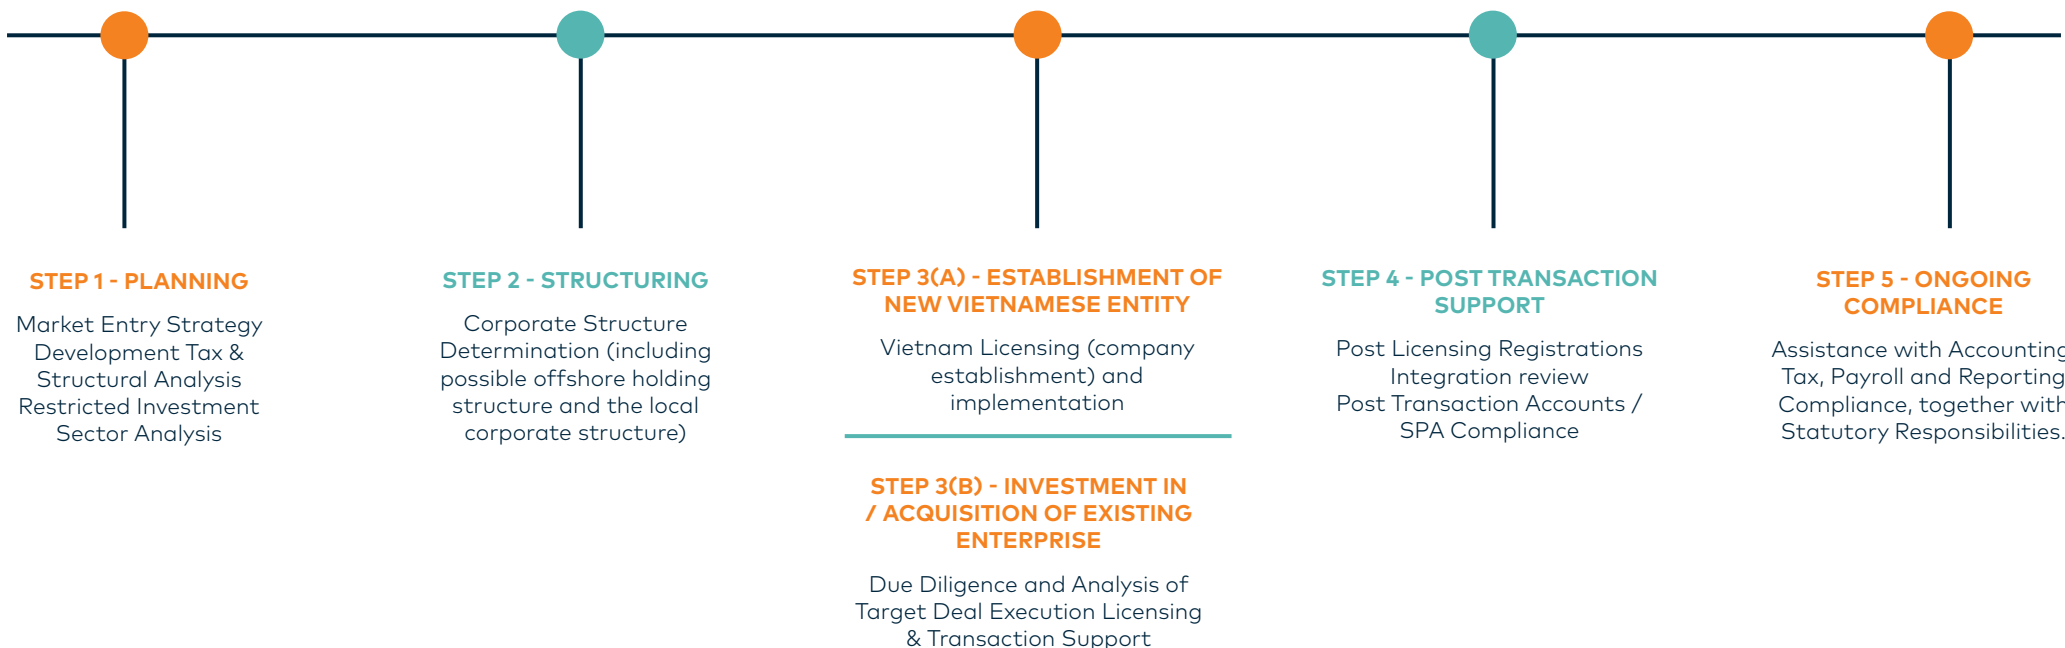 STEP 1 - PLANNING
Market Entry Strategy
Development Tax &
Structural Analysis
Restricted Investment
Sector Analysis
STEP 2 - STRUCTURING
Corporate Structure
Determination (including
possible offshore holding
structure and the local
corporate structure)
STEP 3(A) - ESTABLISHMENT OF
NEW VIETNAMESE ENTITY
Vietnam Licensing (company
establishment) and
implementation
STEP 3(B) - INVESTMENT IN
/ ACQUISITION OF EXISTING
ENTERPRISE
Due Diligence and Analysis of
Target Deal Execution Licensing
& Transaction Support
STEP 4 - POST TRANSACTION
SUPPORT
Post Licensing Registrations
Integration review
Post Transaction Accounts /
SPA Compliance
STEP 5 - ONGOING
COMPLIANCE
Assistance with Accounting
Tax, Payroll and Reporting
Compliance, together with
Statutory Responsibilities.